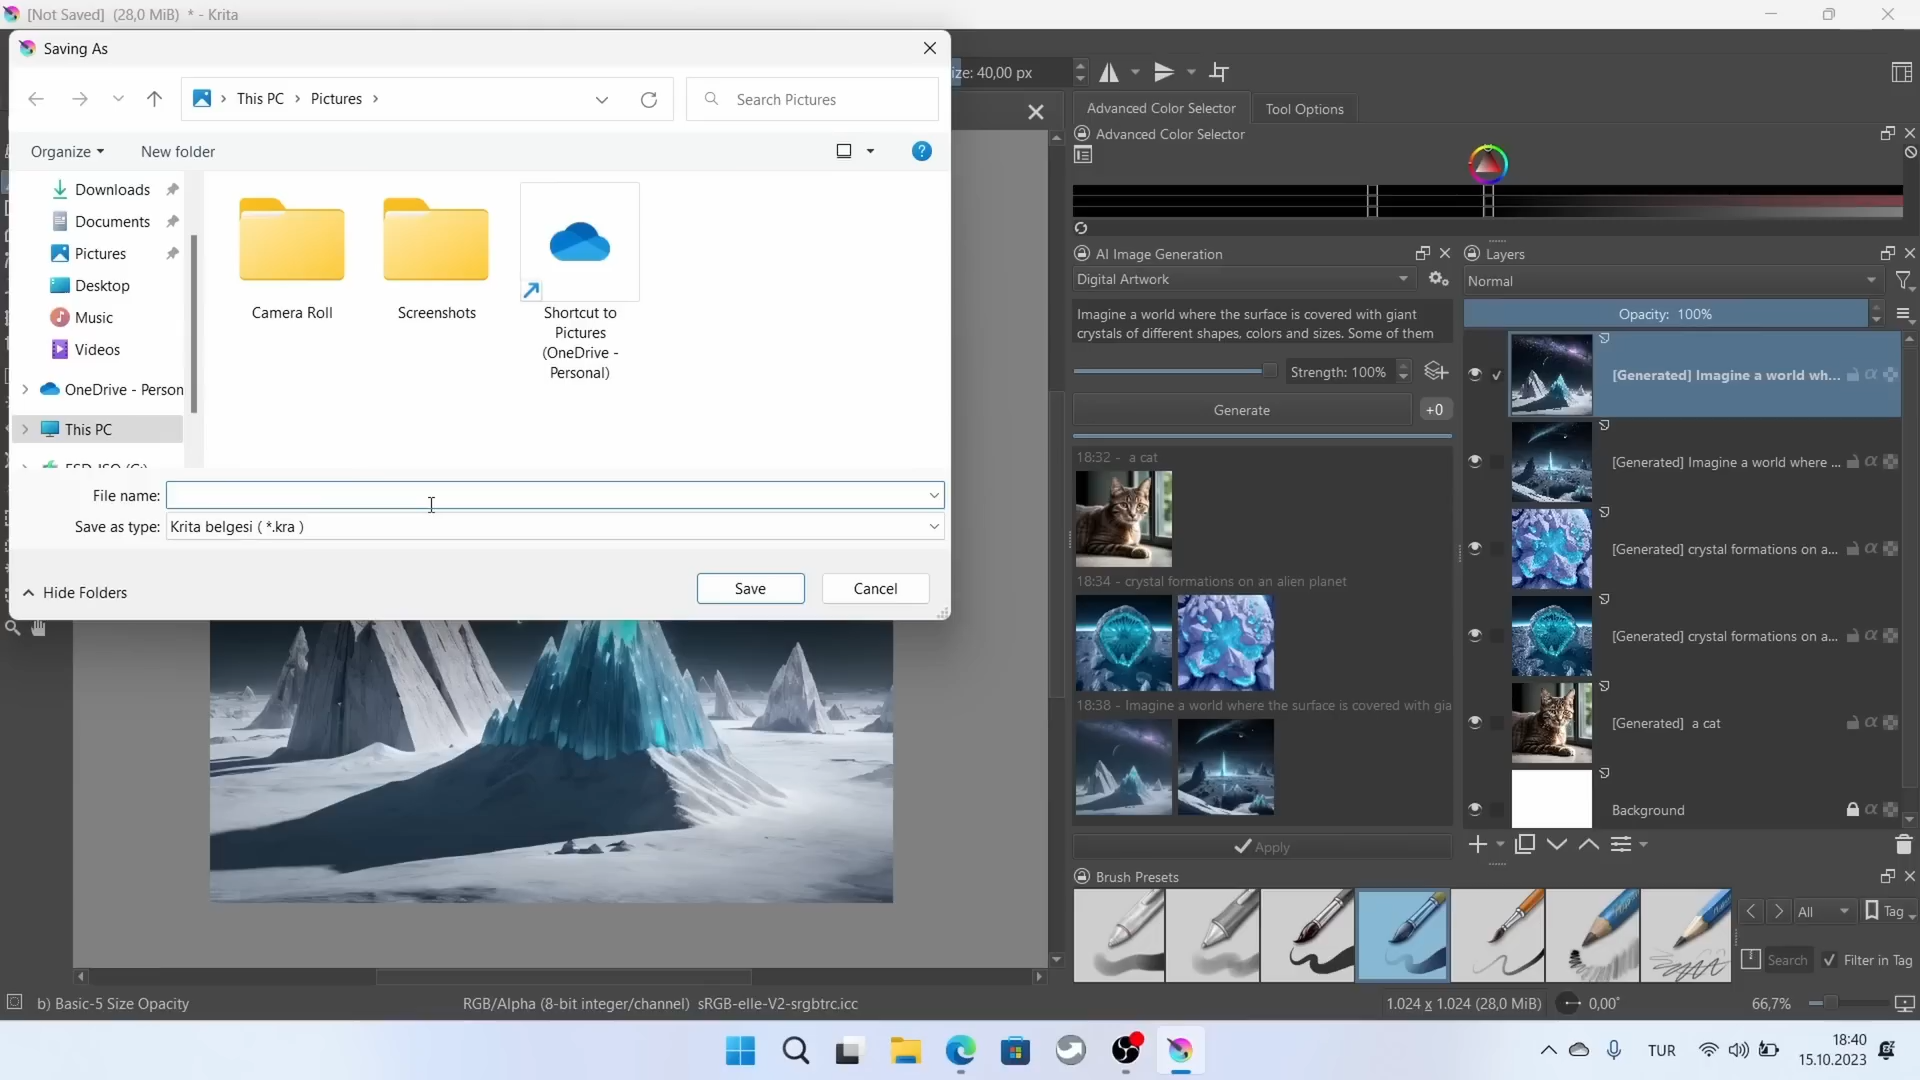 [Not Saved] (28,0 MiB) * - Krita
Saving As
This PC
Pictures
Search Pictures
Organize
New folder
Downloads
Documents
Pictures
Desktop
Music
Videos
OneDrive - Person
This PC
Camera Roll
Screenshots
Shortcut to
Pictures
(OneDrive -
Personal)
File name:
Save as type: Krita belgesi ( *.kra )
Hide Folders
Save
Cancel
ize: 40,00 px
Advanced Color Selector
Tool Options
Advanced Color Selector
AI Image Generation
Digital Artwork
Imagine a world where the surface is covered with giant
crystals of different shapes, colors and sizes. Some of them
Strength: 100%
Generate
+0
18:32 - a cat
18:34 - crystal formations on an alien planet
18:38 - Imagine a world where the surface is covered with gia
Apply
Layers
Normal
Opacity: 100%
[Generated] Imagine a world wh...
[Generated] Imagine a world where ...
[Generated] crystal formations on a...
[Generated] crystal formations on a...
[Generated] a cat
Background
Brush Presets
All
Tag
Search
Filter in Tag
b) Basic-5 Size Opacity
RGB/Alpha (8-bit integer/channel) sRGB-elle-V2-srgbtrc.icc
1.024 x 1.024 (28,0 MiB)
0,00°
66,7%
TUR
18:40
15.10.2023